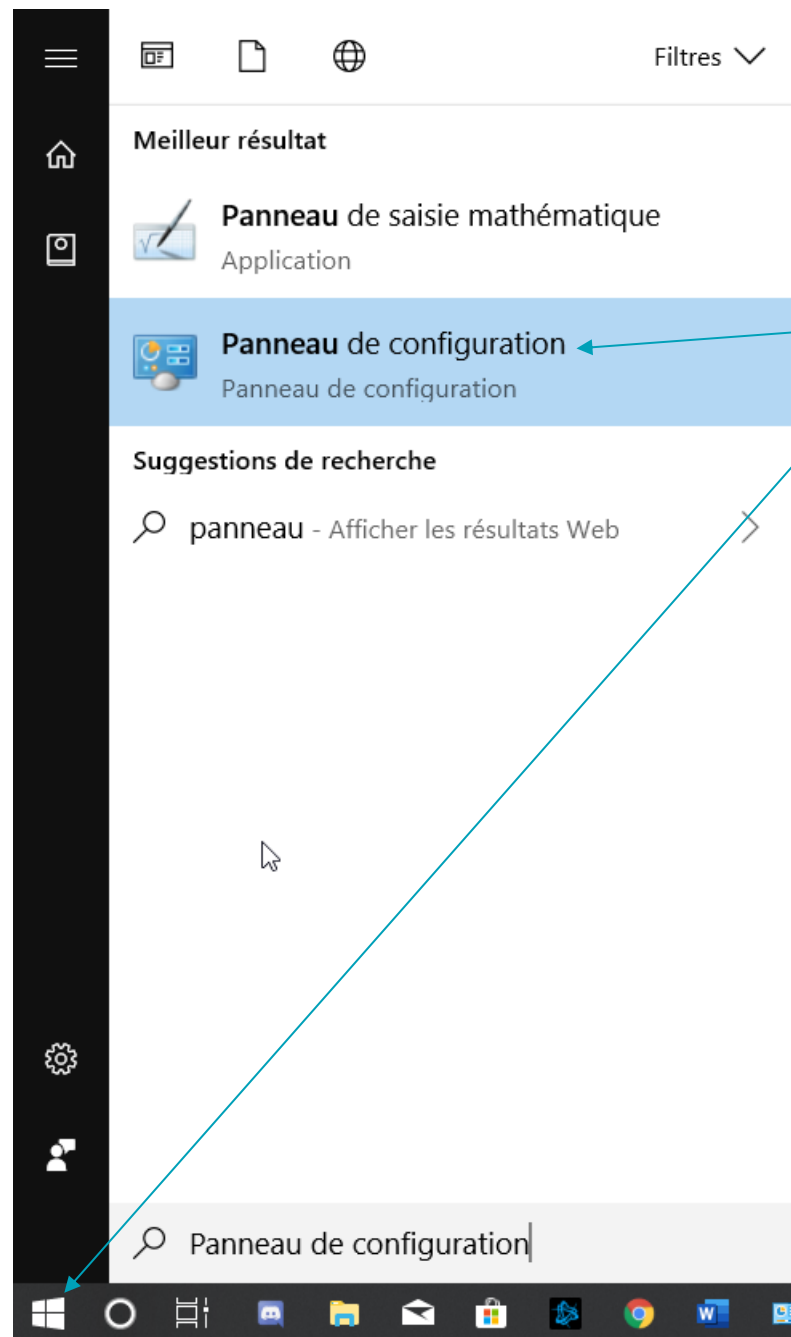 Filtres
Meilleur résultat
Panneau de saisie mathématique
Application
Panneau de configuration
Panneau de configuration
Suggestions de recherche
panneau - Afficher les résultats Web
Panneau de configuration
W